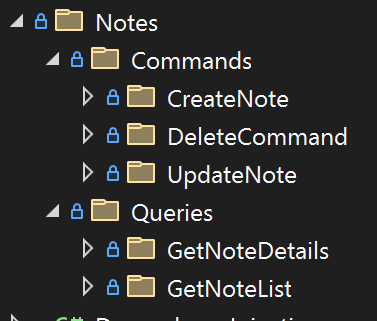 Notes
Commands
CreateNote
DeleteCommand
UpdateNote
Queries
GetNoteDetails
GetNoteList